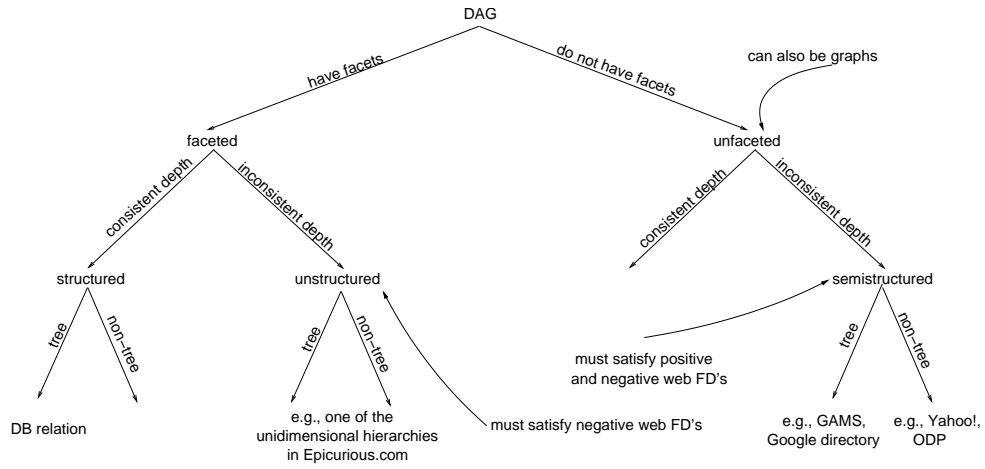 DAG
have facets
do not have facets
can also be graphs
faceted
unfaceted
consistent depth
inconsistent depth
consistent depth
inconsistent depth
structured
unstructured
semistructured
tree
non-tree
tree
non-tree
tree
non-tree
must satisfy positive
and negative web FD's
DB relation
e.g., one of the
unidimensional hierarchies
in Epicurious.com
must satisfy negative web FD's
e.g., GAMS,
Google directory
e.g., Yahoo!,
ODP